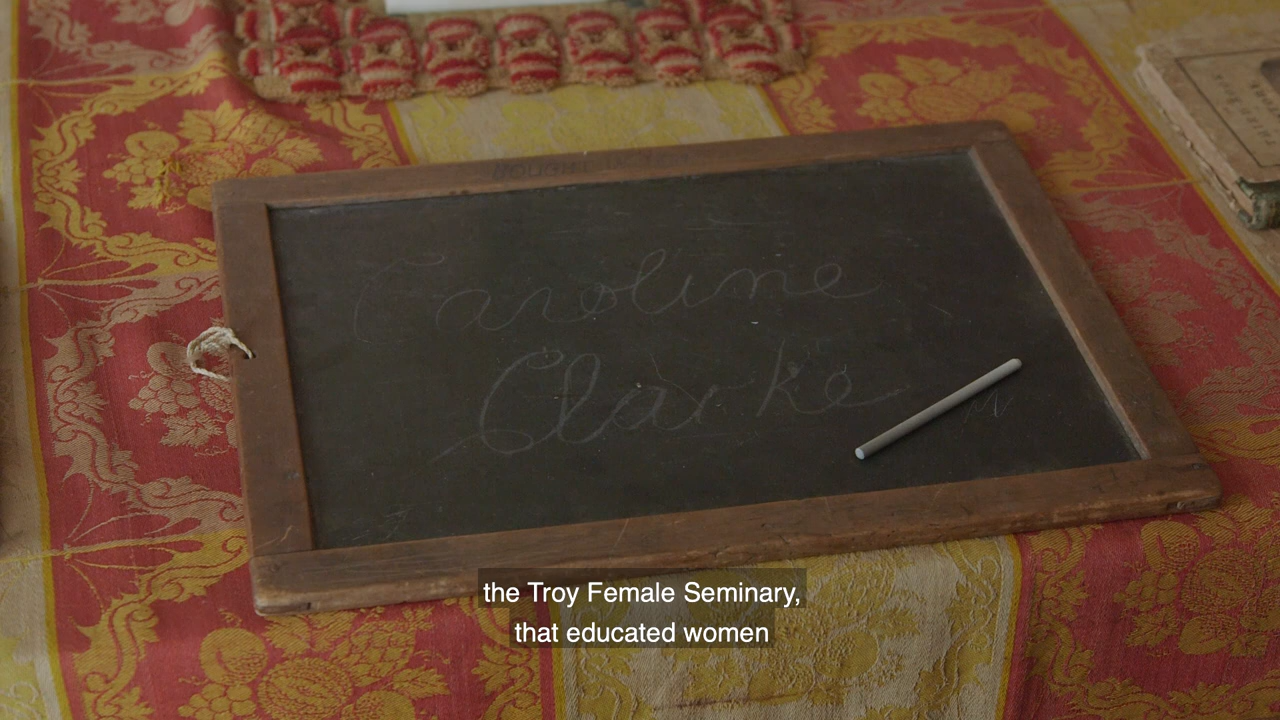 Caroline
Clarke
the Troy Female Seminary,
that educated women